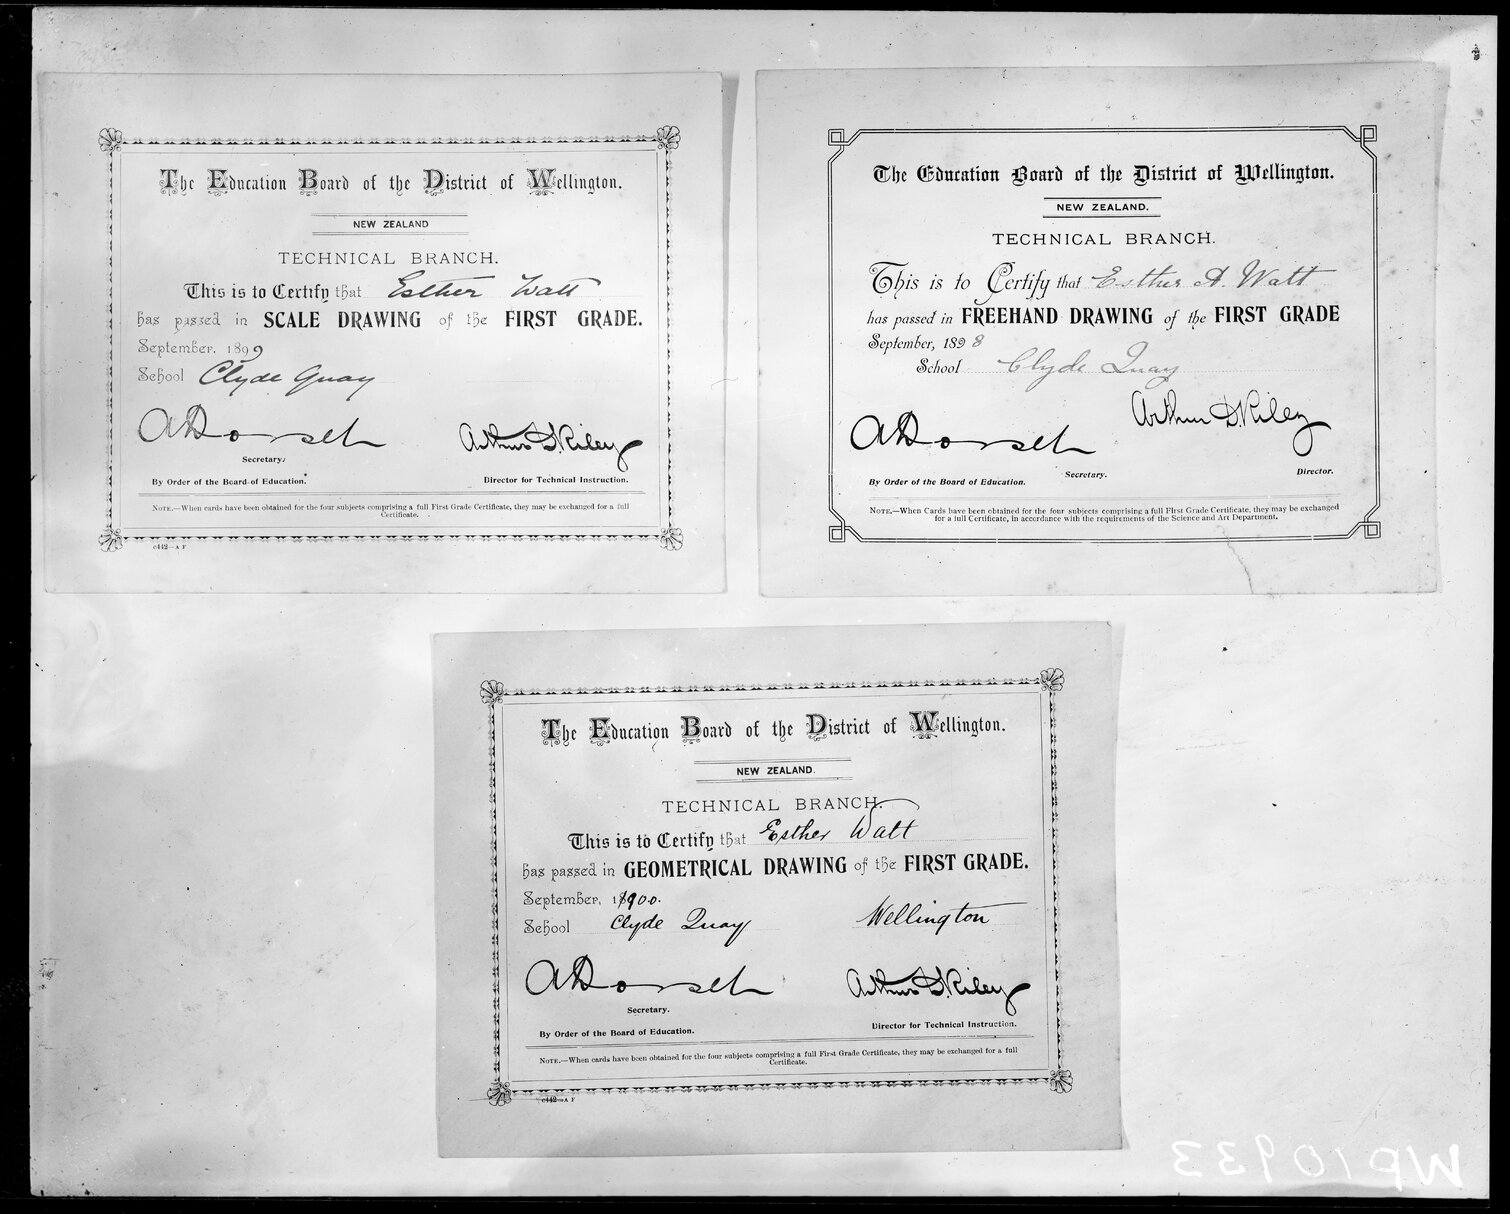 The Education Board of the District of Wellington.
NEW ZEALAND
TECHNICAL BRANCH.
This is to Certify that Esther Watt
has passed in SCALE DRAWING of the FIRST GRADE.
September, 1899
School Clyde Quay
A Dorset
Secretary.
Arthur D. Riley
By Order of the Board of Education.
Director for Technical Instruction.
NOTE.—When cards have been obtained for the four subjects comprising a full First Grade Certificate, they may be exchanged for a full
Certificate.
c442—A F
The Education Board of the District of Wellington.
NEW ZEALAND.
TECHNICAL BRANCH.
This is to Certify that Esther A. Watt
has passed in FREEHAND DRAWING of the FIRST GRADE
September, 1898
School Clyde Quay
Arthur D. Riley
A Dorset
Secretary.
Director.
By Order of the Board of Education.
NOTE.—When Cards have been obtained for the four subjects comprising a full First Grade Certificate, they may be exchanged
for a full Certificate, in accordance with the requirements of the Science and Art Department.
The Education Board of the District of Wellington.
NEW ZEALAND.
TECHNICAL BRANCH.
This is to Certify that Esther Watt
has passed in GEOMETRICAL DRAWING of the FIRST GRADE.
September, 1900.
School Clyde Quay Wellington
A Dorset
Secretary.
Arthur D. Riley
By Order of the Board of Education.
Director for Technical Instruction.
NOTE.—When cards have been obtained for the four subjects comprising a full First Grade Certificate, they may be exchanged for a full
Certificate.
c442—A F
WP10933